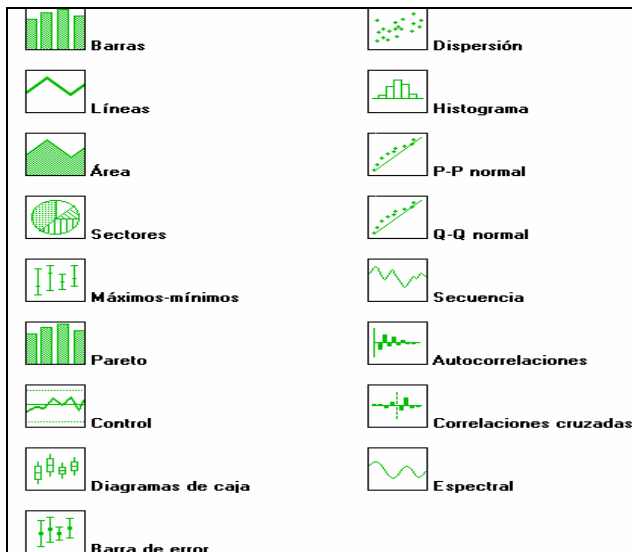 Barras
Dispersión
Líneas
Histograma
Área
P-P normal
Sectores
Q-Q normal
Máximos-mínimos
Secuencia
Pareto
Autocorrelaciones
Control
Correlaciones cruzadas
Diagramas de caja
Espectral
Barra de error